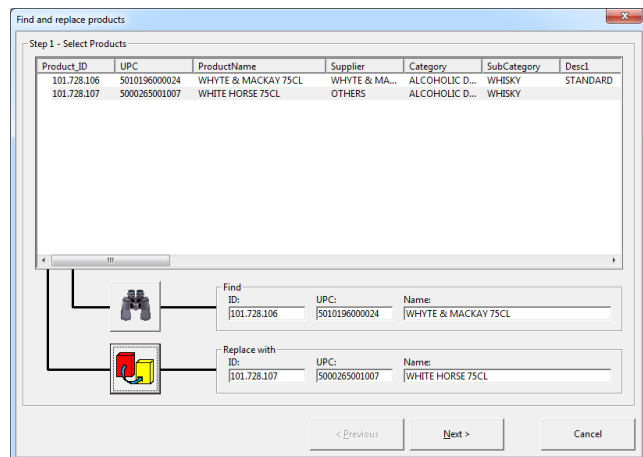 Find and replace products
Step 1 - Select Products
Product_ID UPC ProductName Supplier Category SubCategory Desc1
101.728.106 5010196000024 WHYTE & MACKAY 75CL WHYTE & MA... ALCOHOLIC D... WHISKY STANDARD
101.728.107 5000265001007 WHITE HORSE 75CL OTHERS ALCOHOLIC D... WHISKY
Find
ID: UPC: Name:
101.728.106 5010196000024 WHYTE & MACKAY 75CL
Replace with
ID: UPC: Name:
101.728.107 5000265001007 WHITE HORSE 75CL
< Previous Next > Cancel